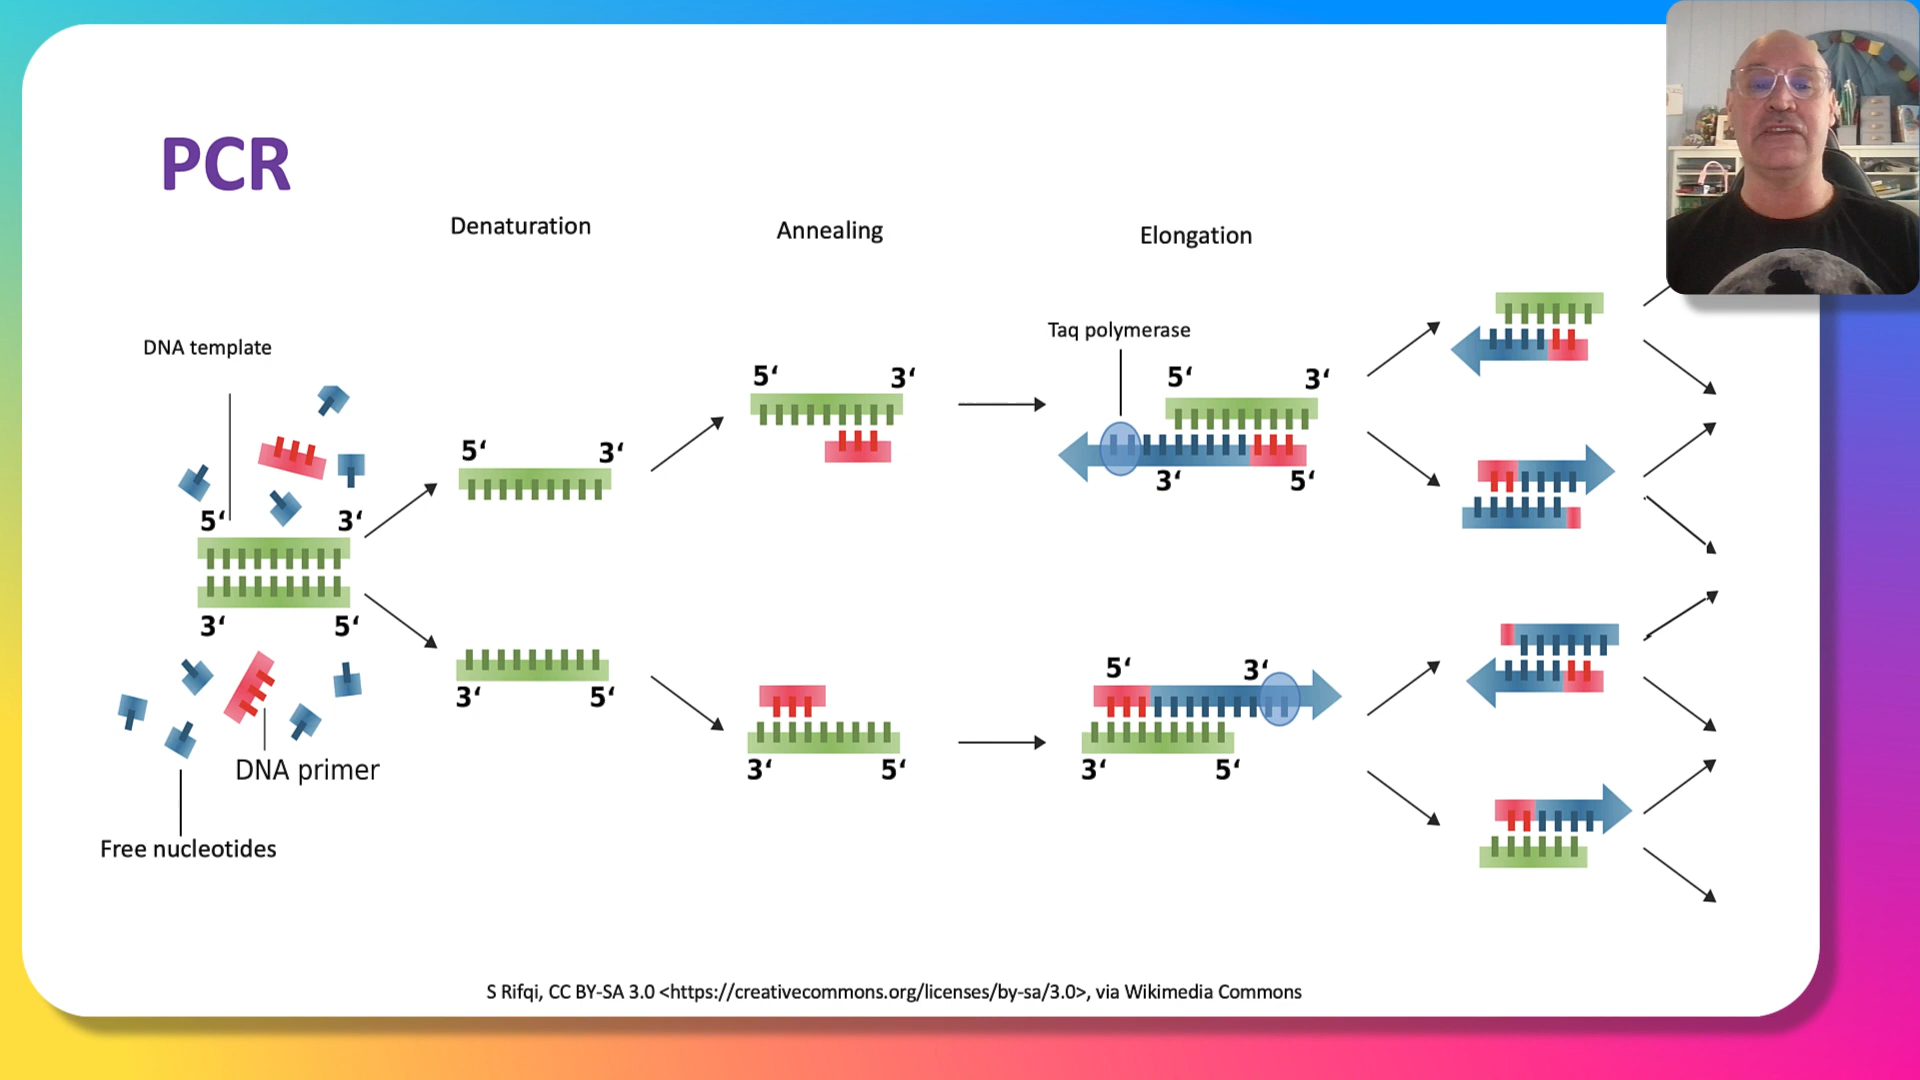 PCR
Denaturation
Annealing
Elongation
DNA template
Taq polymerase
5‘ 3‘
5‘ 3‘
5‘ 3‘
3‘ 5‘
5‘ 3‘
3‘ 5‘
3‘ 5‘
5‘ 3‘
3‘ 5‘
3‘ 5‘
DNA primer
Free nucleotides
S Rifqi, CC BY-SA 3.0 <https://creativecommons.org/licenses/by-sa/3.0>, via Wikimedia Commons